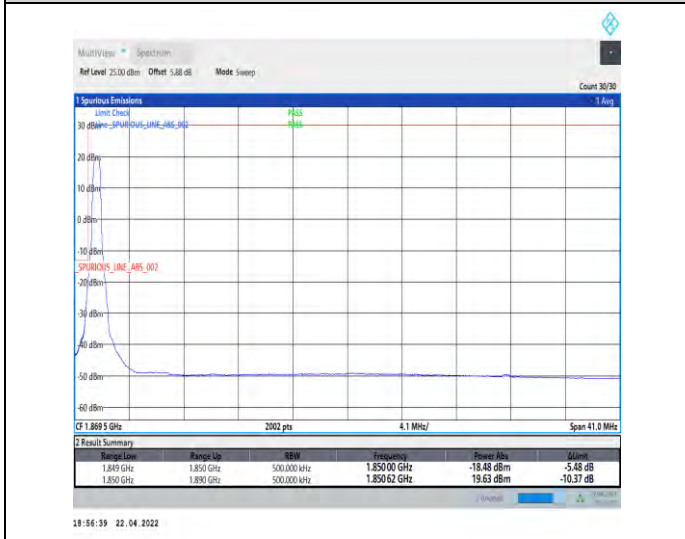 MultiView Spectrum
Ref Level 25.00 dBm Offset 5.88 dB Mode Sweep
Count 30/30
1 Spurious Emissions 1 Avg
Limit Check PASS
30 dBm Line _SPURIOUS_LINE_ABS_002 PASS
20 dBm
10 dBm
0 dBm
-10 dBm
_SPURIOUS_LINE_ABS_002
-20 dBm
-30 dBm
-40 dBm
-50 dBm
-60 dBm
CF 1.869 5 GHz 2002 pts 4.1 MHz/ Span 41.0 MHz
2 Result Summary
Range Low Range Up RBW Frequency Power Abs ΔLimit
1.849 GHz 1.850 GHz 500.000 kHz 1.850 00 GHz -18.48 dBm -5.48 dB
1.850 GHz 1.890 GHz 500.000 kHz 1.850 62 GHz 19.63 dBm -10.37 dB
18:56:39 22.04.2022